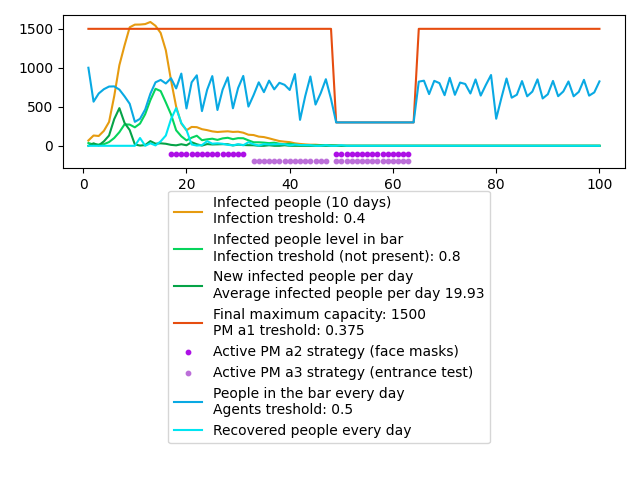 1500
1000
500
0
0 20 40 60 80 100
Infected people (10 days)
Infection treshold: 0.4
Infected people level in bar
Infection treshold (not present): 0.8
New infected people per day
Average infected people per day 19.93
Final maximum capacity: 1500
PM a1 treshold: 0.375
Active PM a2 strategy (face masks)
Active PM a3 strategy (entrance test)
People in the bar every day
Agents treshold: 0.5
Recovered people every day